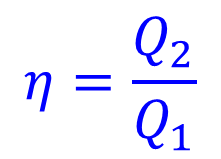 η = Q₂/Q₁